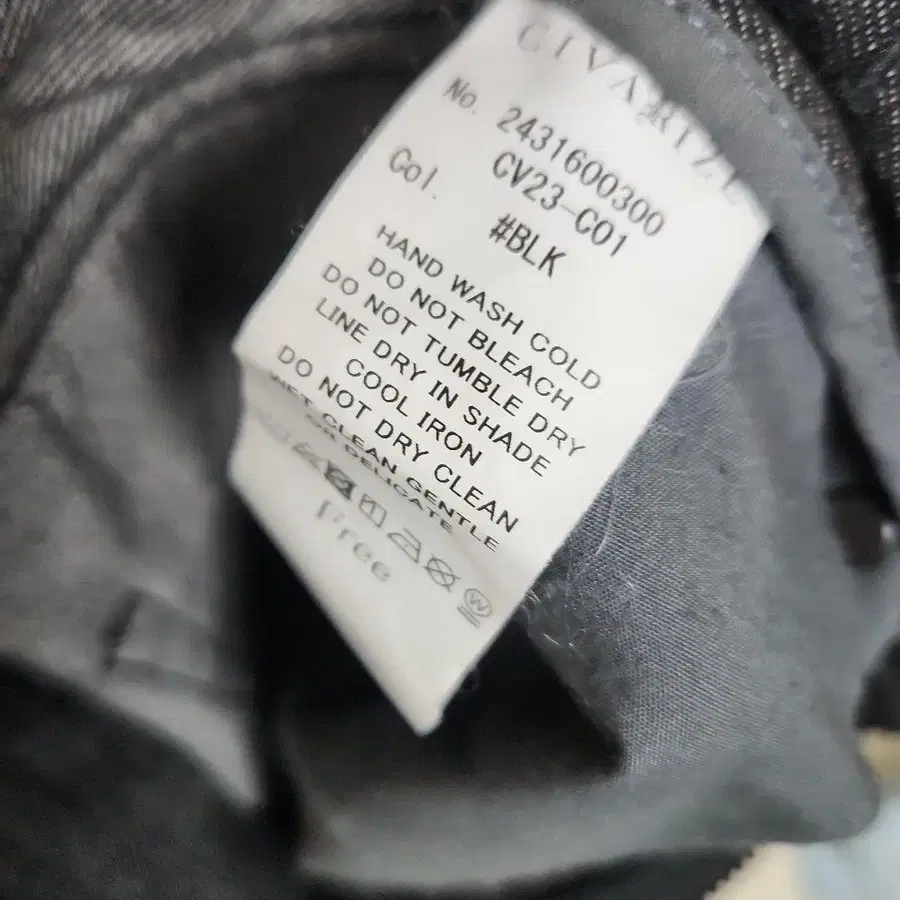 CIVARIZE
No. 2431600300
CV23-C01
Col. #BLK
HAND WASH COLD
DO NOT BLEACH
DO NOT TUMBLE DRY
LINE DRY IN SHADE
COOL IRON
DO NOT DRY CLEAN
WET CLEAN GENTLE
OR DELICATE
W
Free